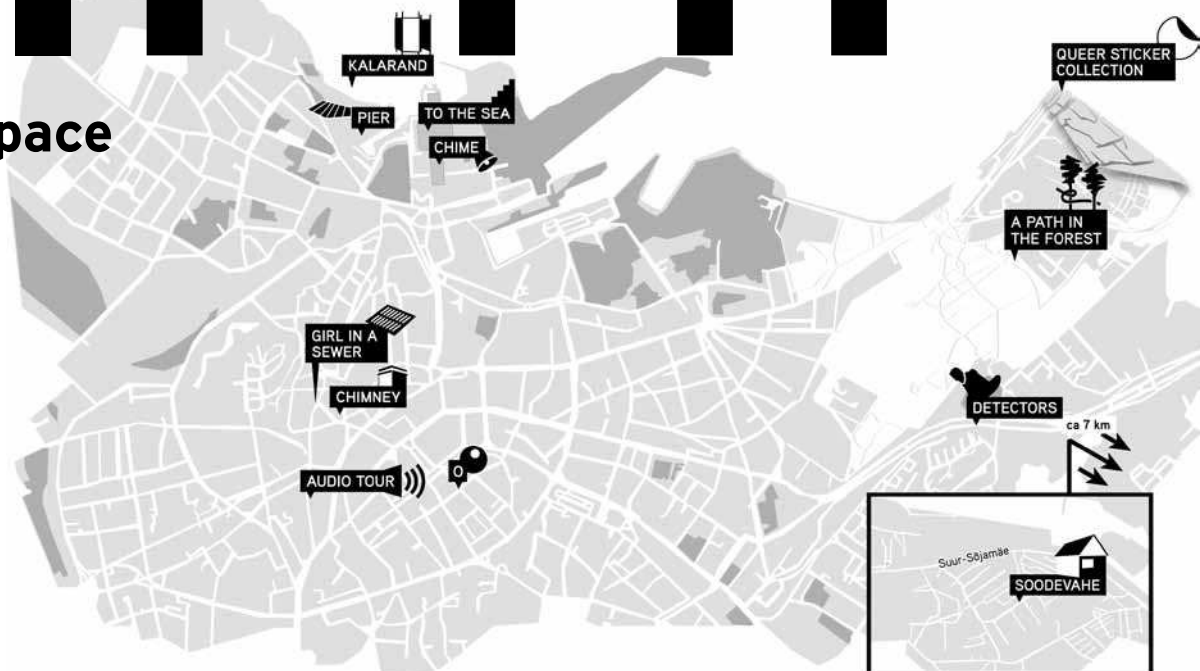 KALARAND
QUEER STICKER
COLLECTION
PIER
TO THE SEA
pace
CHIME
A PATH IN
THE FOREST
GIRL IN A
SEWER
CHIMNEY
DETECTORS
ca 7 km
AUDIO TOUR
O
Suur-Sõjamäe
SOODEVAHE